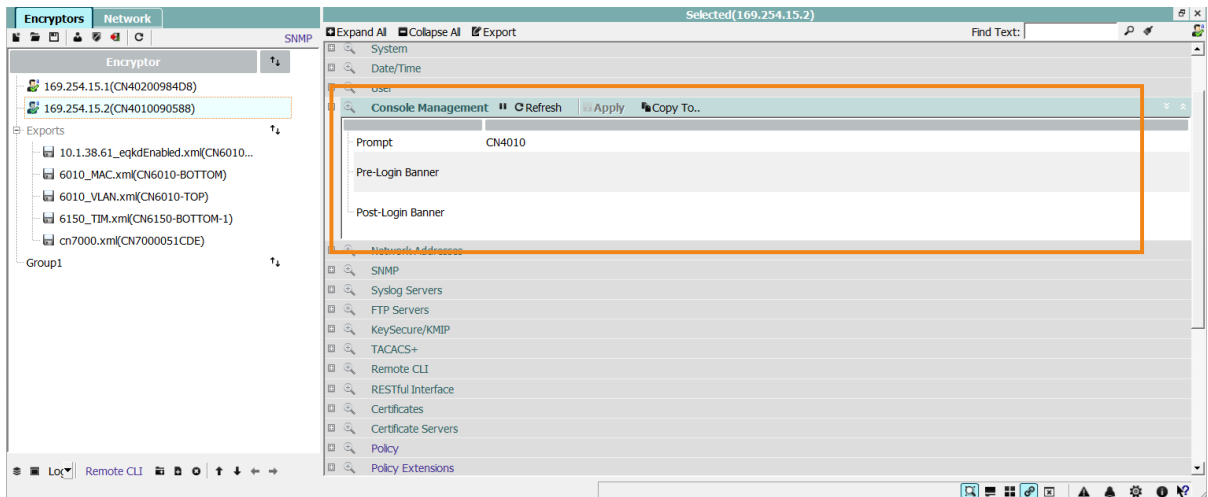 Encryptors Network
SNMP
Encryptor
169.254.15.1(CN40200984D8)
169.254.15.2(CN4010090588)
Exports
10.1.38.61_eqkdEnabled.xml(CN6010...
6010_MAC.xml(CN6010-BOTTOM)
6010_VLAN.xml(CN6010-TOP)
6150_TIM.xml(CN6150-BOTTOM-1)
cn7000.xml(CN7000051CDE)
Group1
Remote CLI
Selected(169.254.15.2)
Expand All Collapse All Export Find Text:
System
Date/Time
User
Console Management Refresh Apply Copy To..
Prompt CN4010
Pre-Login Banner
Post-Login Banner
Network Addresses
SNMP
Syslog Servers
FTP Servers
KeySecure/KMIP
TACACS+
Remote CLI
RESTful Interface
Certificates
Certificate Servers
Policy
Policy Extensions